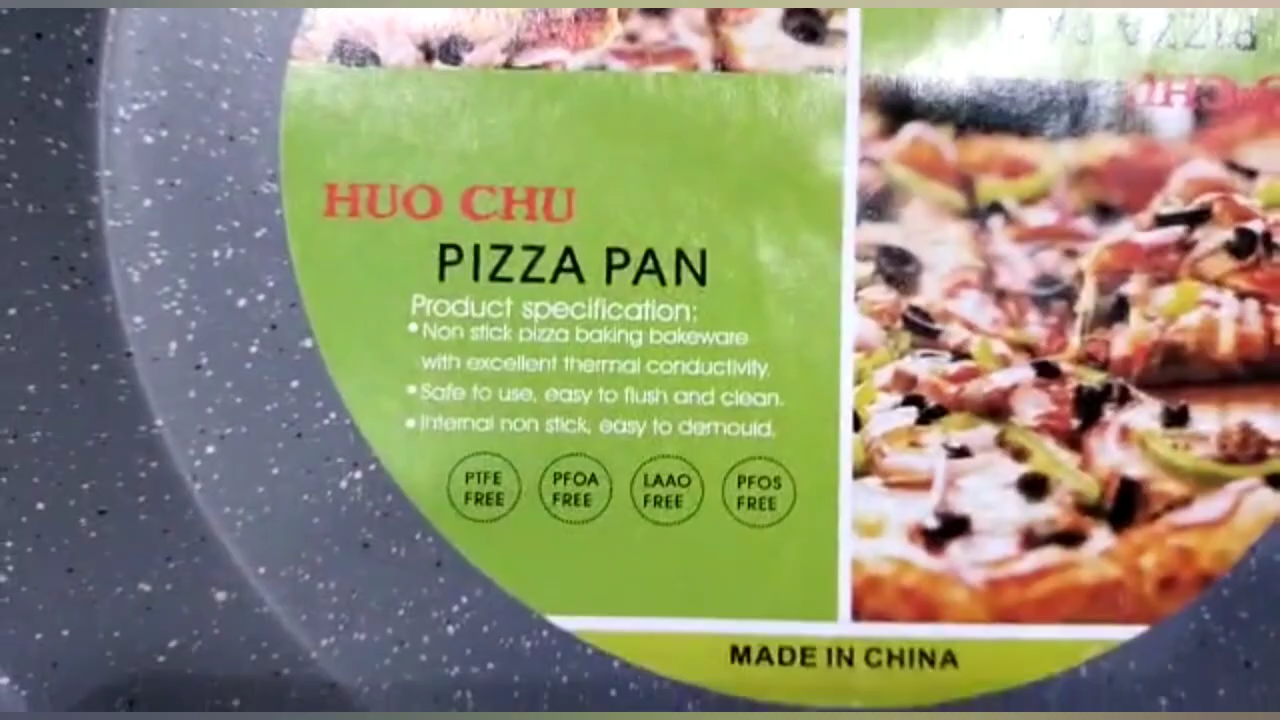 HUO CHU
PIZZA PAN
Product specification:
• Non stick pizza baking bakeware
with excellent thermal conductivity.
• Safe to use, easy to flush and clean.
• Internal non stick, easy to demould.
PTFE
FREE
PFOA
FREE
LAAO
FREE
PFOS
FREE
MADE IN CHINA